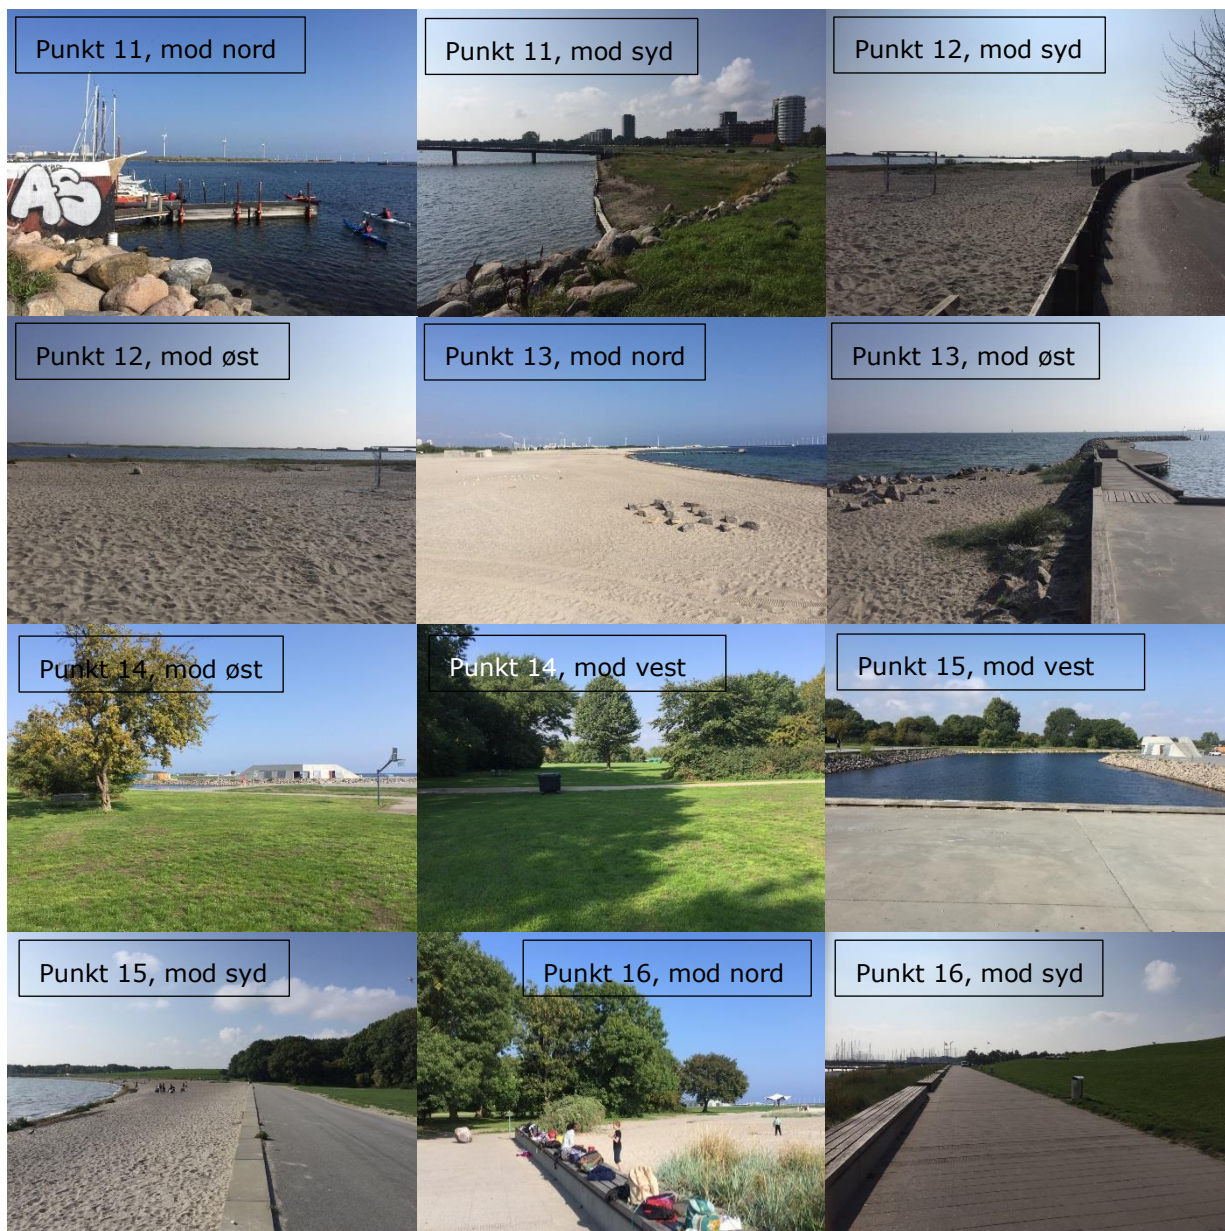 Punkt 11, mod nord
Punkt 11, mod syd
Punkt 12, mod syd
AS
Punkt 12, mod øst
Punkt 13, mod nord
Punkt 13, mod øst
Punkt 14, mod øst
Punkt 14, mod vest
Punkt 15, mod vest
Punkt 15, mod syd
Punkt 16, mod nord
Punkt 16, mod syd